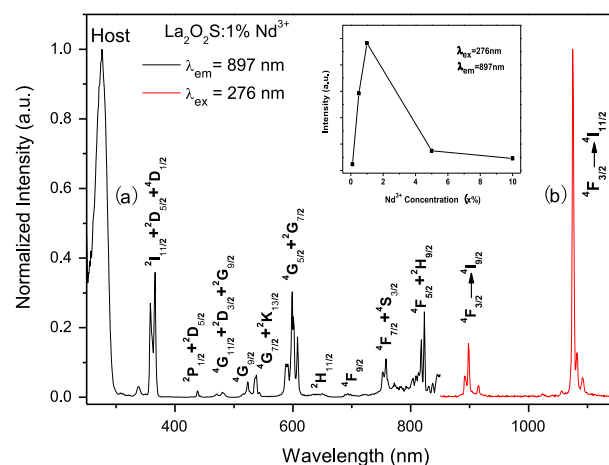 Host
La₂O₂S:1% Nd³⁺
λem = 897 nm
λex = 276 nm
(a)
(b)
Normalized Intensity (a.u.)
1.0
0.8
0.6
0.4
0.2
0.0
²I₁₁/₂+²D₅/₂+⁴D₁/₂
²P₁/₂+²D₅/₂
⁴G₁₁/₂+²D₃/₂+²G₉/₂
⁴G₉/₂
⁴G₇/₂+²K₁₃/₂
⁴G₅/₂+²G₇/₂
²H₁₁/₂
⁴F₉/₂
⁴F₇/₂+⁴S₃/₂
⁴F₅/₂+²H₉/₂
⁴F₃/₂→⁴I₉/₂
⁴F₃/₂→⁴I₁₁/₂
200 400 600 800 1000
Wavelength (nm)
Intensity (a.u.)
λex=276nm
λem=897nm
0 2 4 6 8 10
Nd³⁺ Concentration (x%)